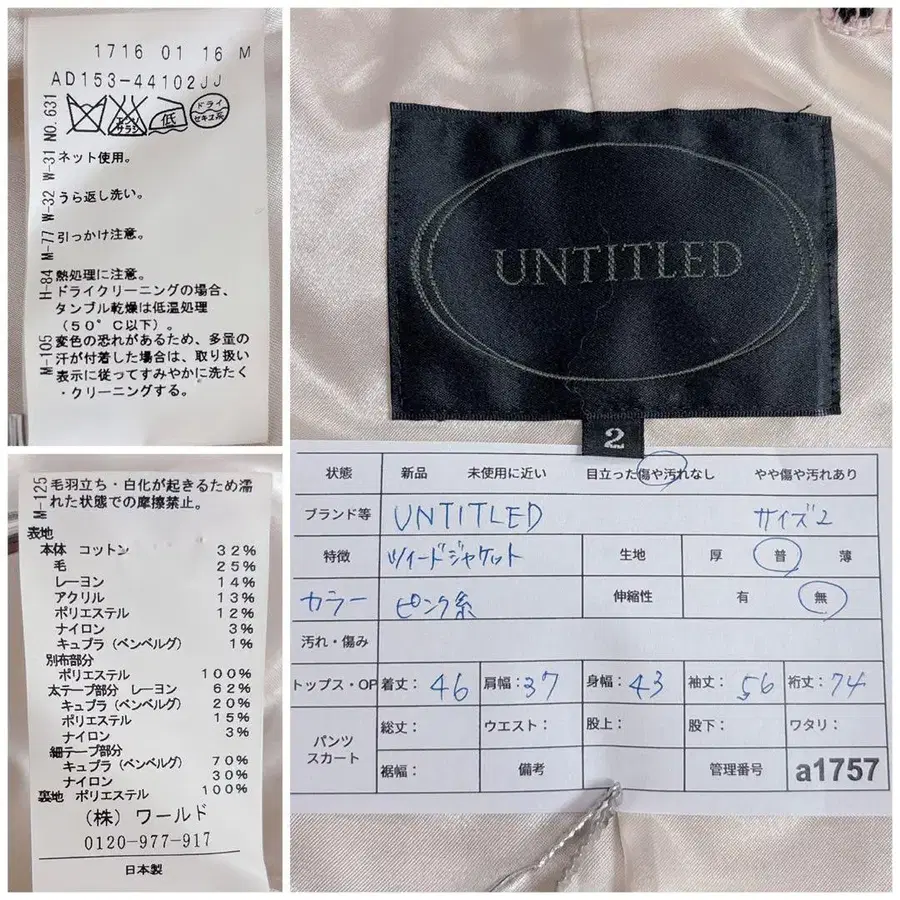 1716 01 16 M
AD153-44102JJ
エンソ
サラシ
低
ドライ
セキユ系
M-105 H-84 M-77 W-32 W-31 NO.631
ネット使用。
うら返し洗い。
引っかけ注意。
熱処理に注意。
ドライクリーニングの場合、
タンブル乾燥は低温処理
(50°C以下)。
変色の恐れがあるため、多量の
汗が付着した場合は、取り扱い
表示に従ってすみやかに洗たく
・クリーニングする。
M-125
毛羽立ち・白化が起きるため濡
れた状態での摩擦禁止。
表地
本体 コットン 32%
毛 25%
レーヨン 14%
アクリル 13%
ポリエステル 12%
ナイロン 3%
キュプラ(ベンベルグ) 1%
別布部分
ポリエステル 100%
太テープ部分 レーヨン 62%
キュプラ(ベンベルグ) 20%
ポリエステル 15%
ナイロン 3%
細テープ部分
キュプラ(ベンベルグ) 70%
ナイロン 30%
裏地 ポリエステル 100%
(株)ワールド
0120-977-917
日本製
UNTITLED
2
状態 新品 未使用に近い 目立った傷や汚れなし やや傷や汚れあり
ブランド等 UNTITLED サイズ2
特徴 ツイードジャケット 生地 厚 普 薄
カラー ピンク系 伸縮性 有 無
汚れ・傷み
トップス・OP 着丈：46 肩幅：37 身幅：43 袖丈：56 裄丈：74
パンツ スカート 総丈： ウエスト： 股上： 股下： ワタリ：
裾幅： 備考 管理番号 a1757